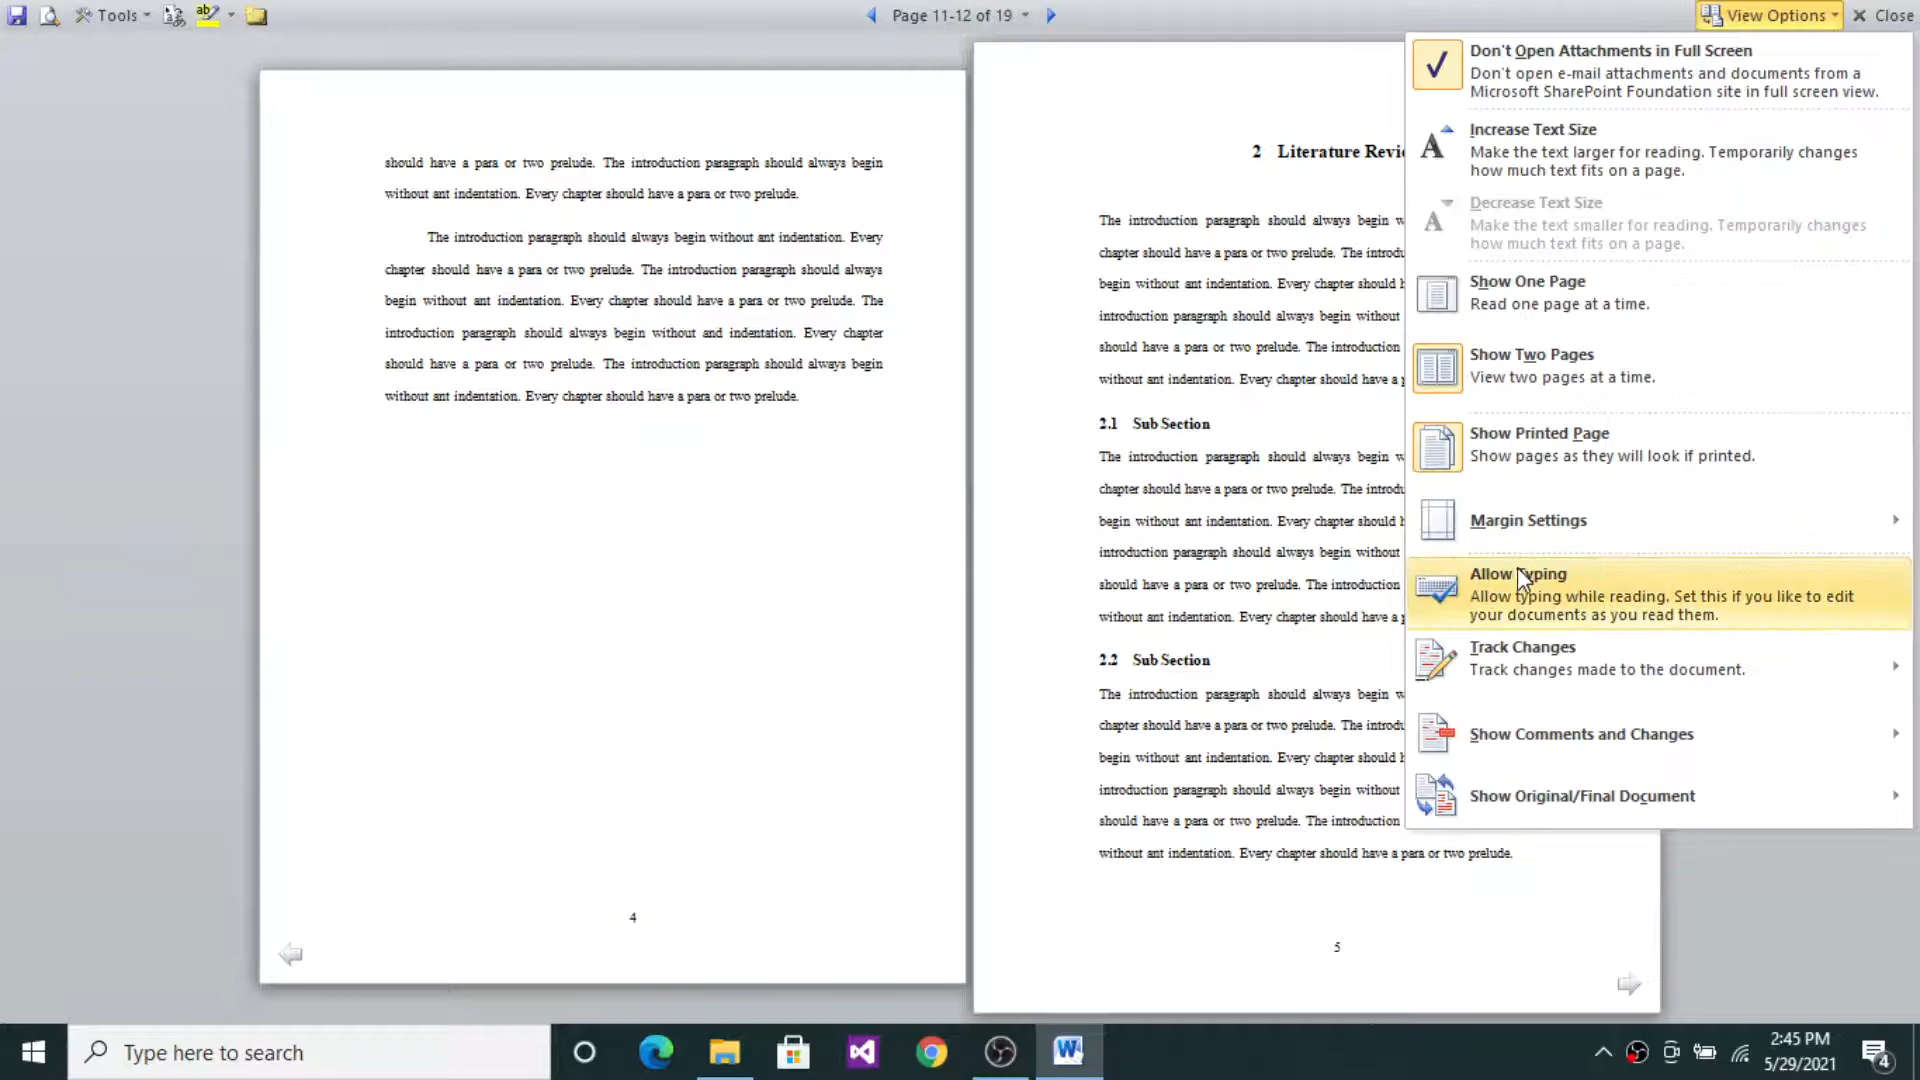 Tools
Page 11-12 of 19
View Options
Close
should have a para or two prelude. The introduction paragraph should always begin
without ant indentation. Every chapter should have a para or two prelude.
The introduction paragraph should always begin without ant indentation. Every
chapter should have a para or two prelude. The introduction paragraph should always
begin without ant indentation. Every chapter should have a para or two prelude. The
introduction paragraph should always begin without and indentation. Every chapter
should have a para or two prelude. The introduction paragraph should always begin
without ant indentation. Every chapter should have a para or two prelude.
4
2 Literature Revi
The introduction paragraph should always begin w
chapter should have a para or two prelude. The introdu
begin without ant indentation. Every chapter should h
introduction paragraph should always begin without
should have a para or two prelude. The introduction
without ant indentation. Every chapter should have a p
2.1 Sub Section
The introduction paragraph should always begin w
chapter should have a para or two prelude. The introdu
begin without ant indentation. Every chapter should h
introduction paragraph should always begin without
should have a para or two prelude. The introduction
without ant indentation. Every chapter should have a p
2.2 Sub Section
The introduction paragraph should always begin w
chapter should have a para or two prelude. The introdu
begin without ant indentation. Every chapter should h
introduction paragraph should always begin without
should have a para or two prelude. The introduction
without ant indentation. Every chapter should have a para or two prelude.
5
Don't Open Attachments in Full Screen
Don't open e-mail attachments and documents from a
Microsoft SharePoint Foundation site in full screen view.
Increase Text Size
Make the text larger for reading. Temporarily changes
how much text fits on a page.
Decrease Text Size
Make the text smaller for reading. Temporarily changes
how much text fits on a page.
Show One Page
Read one page at a time.
Show Two Pages
View two pages at a time.
Show Printed Page
Show pages as they will look if printed.
Margin Settings
Allow Typing
Allow typing while reading. Set this if you like to edit
your documents as you read them.
Track Changes
Track changes made to the document.
Show Comments and Changes
Show Original/Final Document
Type here to search
2:45 PM
5/29/2021
4